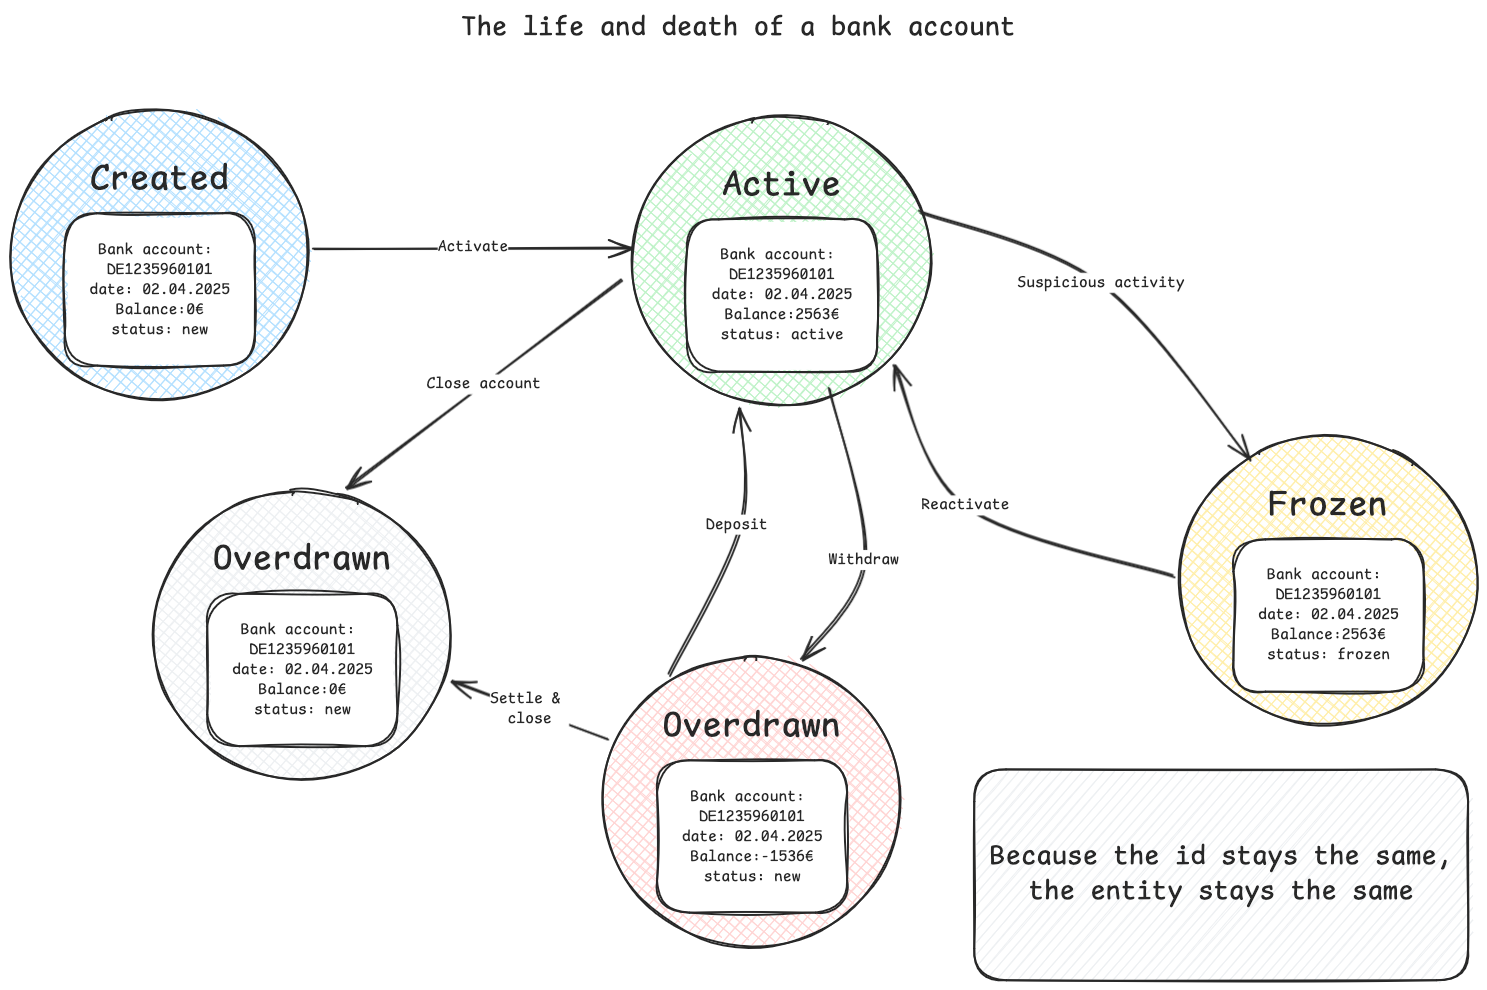 The life and death of a bank account
Created
Bank account:
DE1235960101
date: 02.04.2025
Balance:0€
status: new
Activate
Active
Bank account:
DE1235960101
date: 02.04.2025
Balance:2563€
status: active
Suspicious activity
Close account
Reactivate
Deposit
Withdraw
Frozen
Bank account:
DE1235960101
date: 02.04.2025
Balance:2563€
status: frozen
Overdrawn
Bank account:
DE1235960101
date: 02.04.2025
Balance:0€
status: new
Settle &
close
Overdrawn
Bank account:
DE1235960101
date: 02.04.2025
Balance:-1536€
status: new
Because the id stays the same,
the entity stays the same